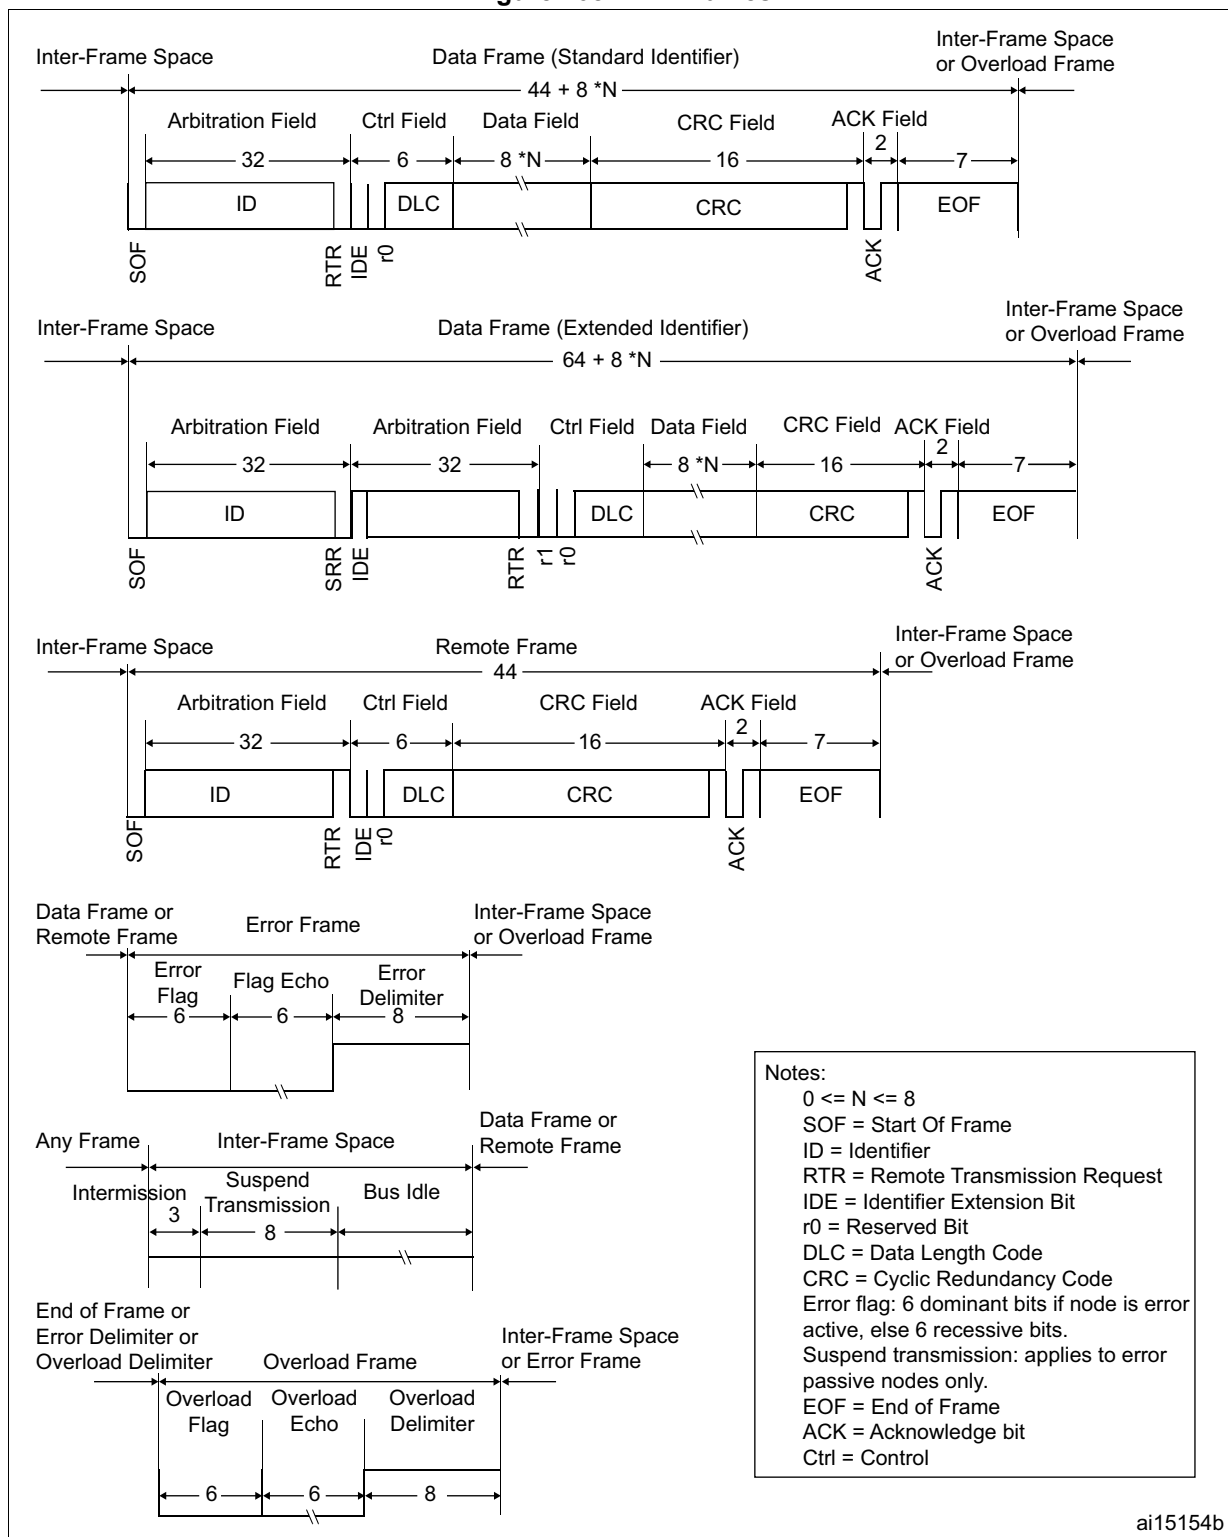 Inter-Frame Space
Data Frame (Standard Identifier)
Inter-Frame Space
or Overload Frame
44 + 8 *N
Arbitration Field
Ctrl Field
Data Field
CRC Field
ACK Field
32
6
8 *N
16
2
7
ID
DLC
CRC
EOF
SOF
RTR
IDE
r0
ACK
Inter-Frame Space
Data Frame (Extended Identifier)
Inter-Frame Space
or Overload Frame
64 + 8 *N
Arbitration Field
Arbitration Field
Ctrl Field
Data Field
CRC Field
ACK Field
32
32
8 *N
16
2
7
ID
DLC
CRC
EOF
SOF
SRR
IDE
RTR
r1
r0
ACK
Inter-Frame Space
Remote Frame
Inter-Frame Space
or Overload Frame
44
Arbitration Field
Ctrl Field
CRC Field
ACK Field
32
6
16
2
7
ID
DLC
CRC
EOF
SOF
RTR
IDE
r0
ACK
Data Frame or
Remote Frame
Error Frame
Inter-Frame Space
or Overload Frame
Error
Flag
Flag Echo
Error
Delimiter
6
6
8
Any Frame
Inter-Frame Space
Data Frame or
Remote Frame
Intermission
Suspend
Transmission
Bus Idle
3
8
End of Frame or
Error Delimiter or
Overload Delimiter
Overload Frame
Inter-Frame Space
or Error Frame
Overload
Flag
Overload
Echo
Overload
Delimiter
6
6
8
Notes:
0 <= N <= 8
SOF = Start Of Frame
ID = Identifier
RTR = Remote Transmission Request
IDE = Identifier Extension Bit
r0 = Reserved Bit
DLC = Data Length Code
CRC = Cyclic Redundancy Code
Error flag: 6 dominant bits if node is error
active, else 6 recessive bits.
Suspend transmission: applies to error
passive nodes only.
EOF = End of Frame
ACK = Acknowledge bit
Ctrl = Control
ai15154b